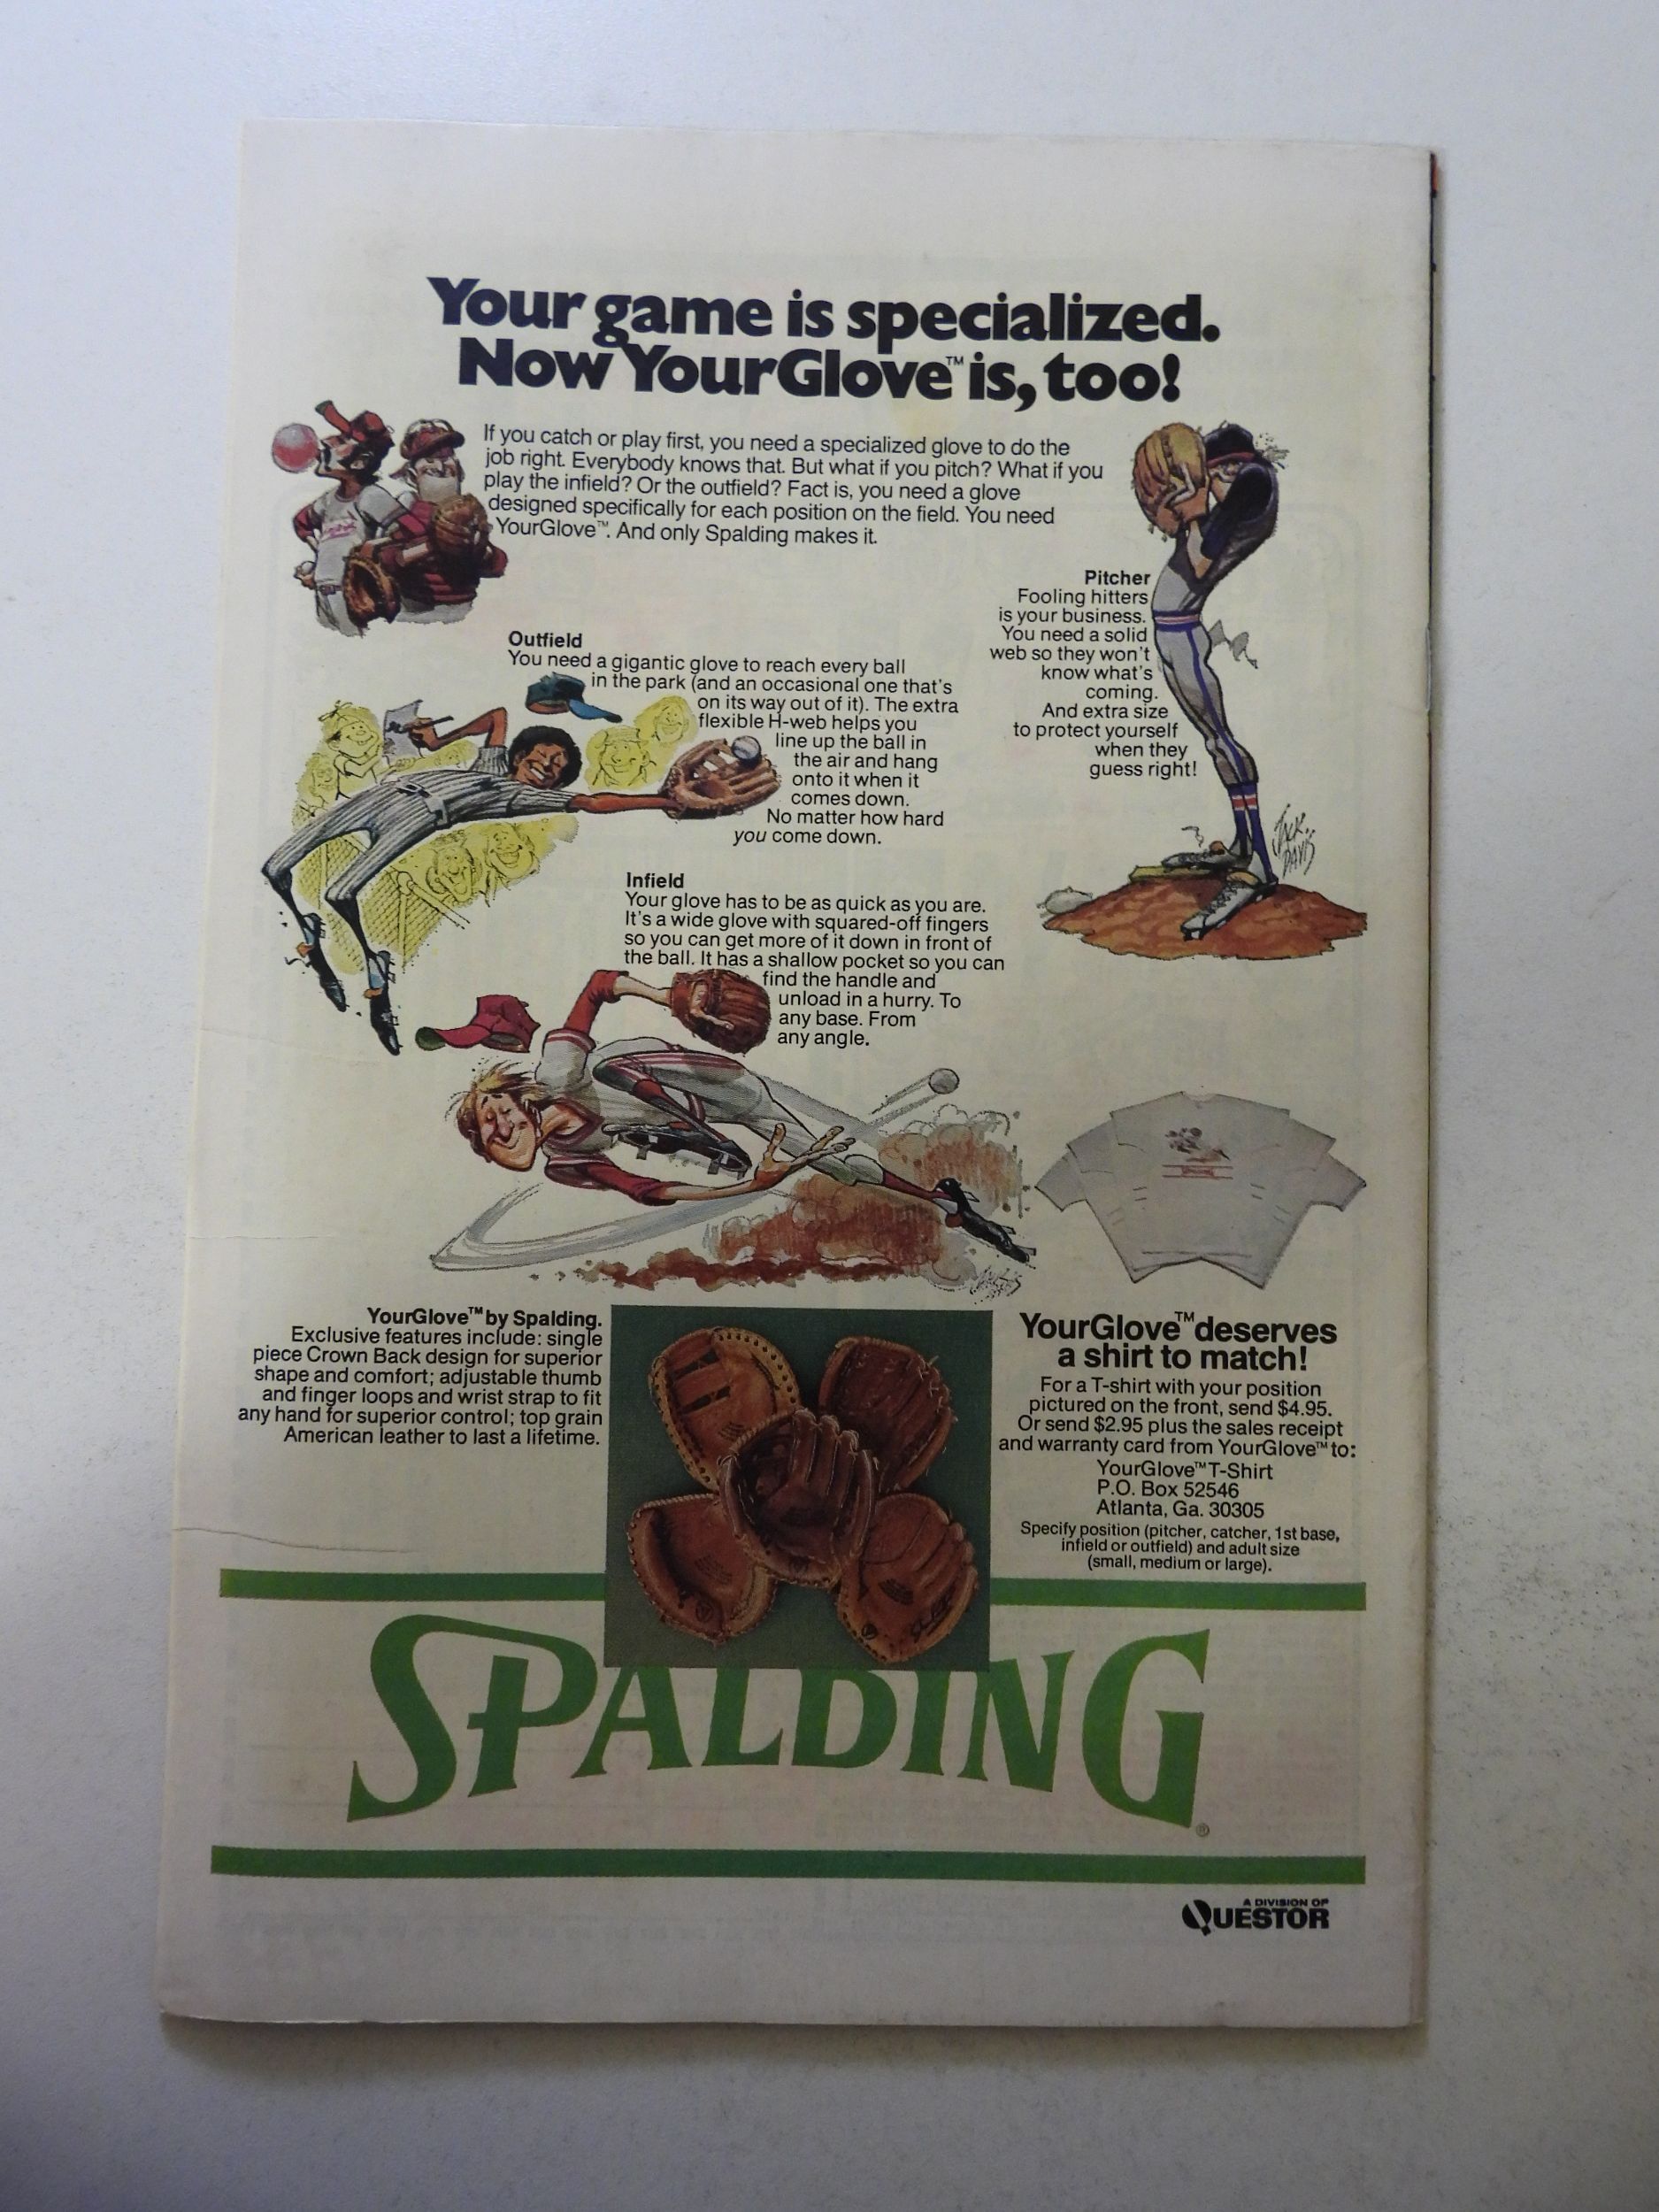 Your game is specialized.
Now YourGlove™ is, too!
If you catch or play first, you need a specialized glove to do the
job right. Everybody knows that. But what if you pitch? What if you
play the infield? Or the outfield? Fact is, you need a glove
designed specifically for each position on the field. You need
YourGlove™. And only Spalding makes it.
Pitcher
Fooling hitters
is your business.
You need a solid
web so they won't
know what's
coming.
And extra size
to protect yourself
when they
guess right!
JACK DAVIS
Outfield
You need a gigantic glove to reach every ball
in the park (and an occasional one that's
on its way out of it). The extra
flexible H-web helps you
line up the ball in
the air and hang
onto it when it
comes down.
No matter how hard
you come down.
Infield
Your glove has to be as quick as you are.
It's a wide glove with squared-off fingers
so you can get more of it down in front of
the ball. It has a shallow pocket so you can
find the handle and
unload in a hurry. To
any base. From
any angle.
YourGlove™ by Spalding.
Exclusive features include: single
piece Crown Back design for superior
shape and comfort; adjustable thumb
and finger loops and wrist strap to fit
any hand for superior control; top grain
American leather to last a lifetime.
YourGlove™ deserves
a shirt to match!
For a T-shirt with your position
pictured on the front, send $4.95.
Or send $2.95 plus the sales receipt
and warranty card from YourGlove™ to:
YourGlove™ T-Shirt
P.O. Box 52546
Atlanta, Ga. 30305
Specify position (pitcher, catcher, 1st base,
infield or outfield) and adult size
(small, medium or large).
SPALDING®
A DIVISION OF
QUESTOR